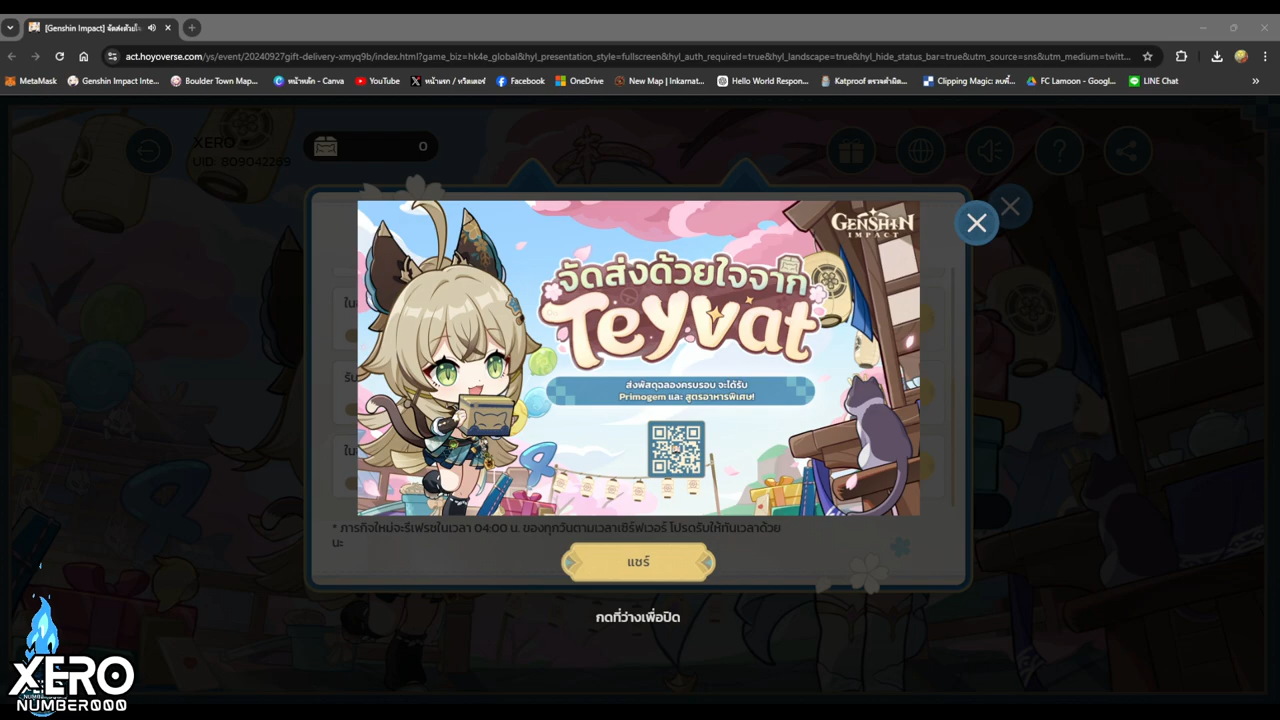 [Genshin Impact] จัดส่งด้วยใจ
act.hoyoverse.com/ys/event/20240927gift-delivery-xmyq9b/index.html?game_biz=hk4e_global&hyl_presentation_style=fullscreen&hyl_auth_required=true&hyl_landscape=true&hyl_hide_status_bar=true&utm_source=sns&utm_medium=twitt...
MetaMask
Genshin Impact Inte...
Boulder Town Map...
หน้าหลัก - Canva
YouTube
หน้าแรก / ทวิตเตอร์
Facebook
OneDrive
New Map | Inkarnat...
Hello World Respon...
Katproof ตรวจคำผิด...
Clipping Magic: ลบพื้...
FC Lamoon - Googl...
LINE Chat
XERO
UID: 809042269
0
GENSHIN
IMPACT
จัดส่งด้วยใจจาก
Teyvat
ส่งพัสดุฉลองครบรอบ จะได้รับ
Primogem และ สูตรอาหารพิเศษ!
* ภารกิจใหม่จะรีเฟรชในเวลา 04:00 น. ของทุกวันตามเวลาเซิร์ฟเวอร์ โปรดรับให้ทันเวลาด้วย
นะ
แชร์
กดที่ว่างเพื่อปิด
XERO
NUMBER000